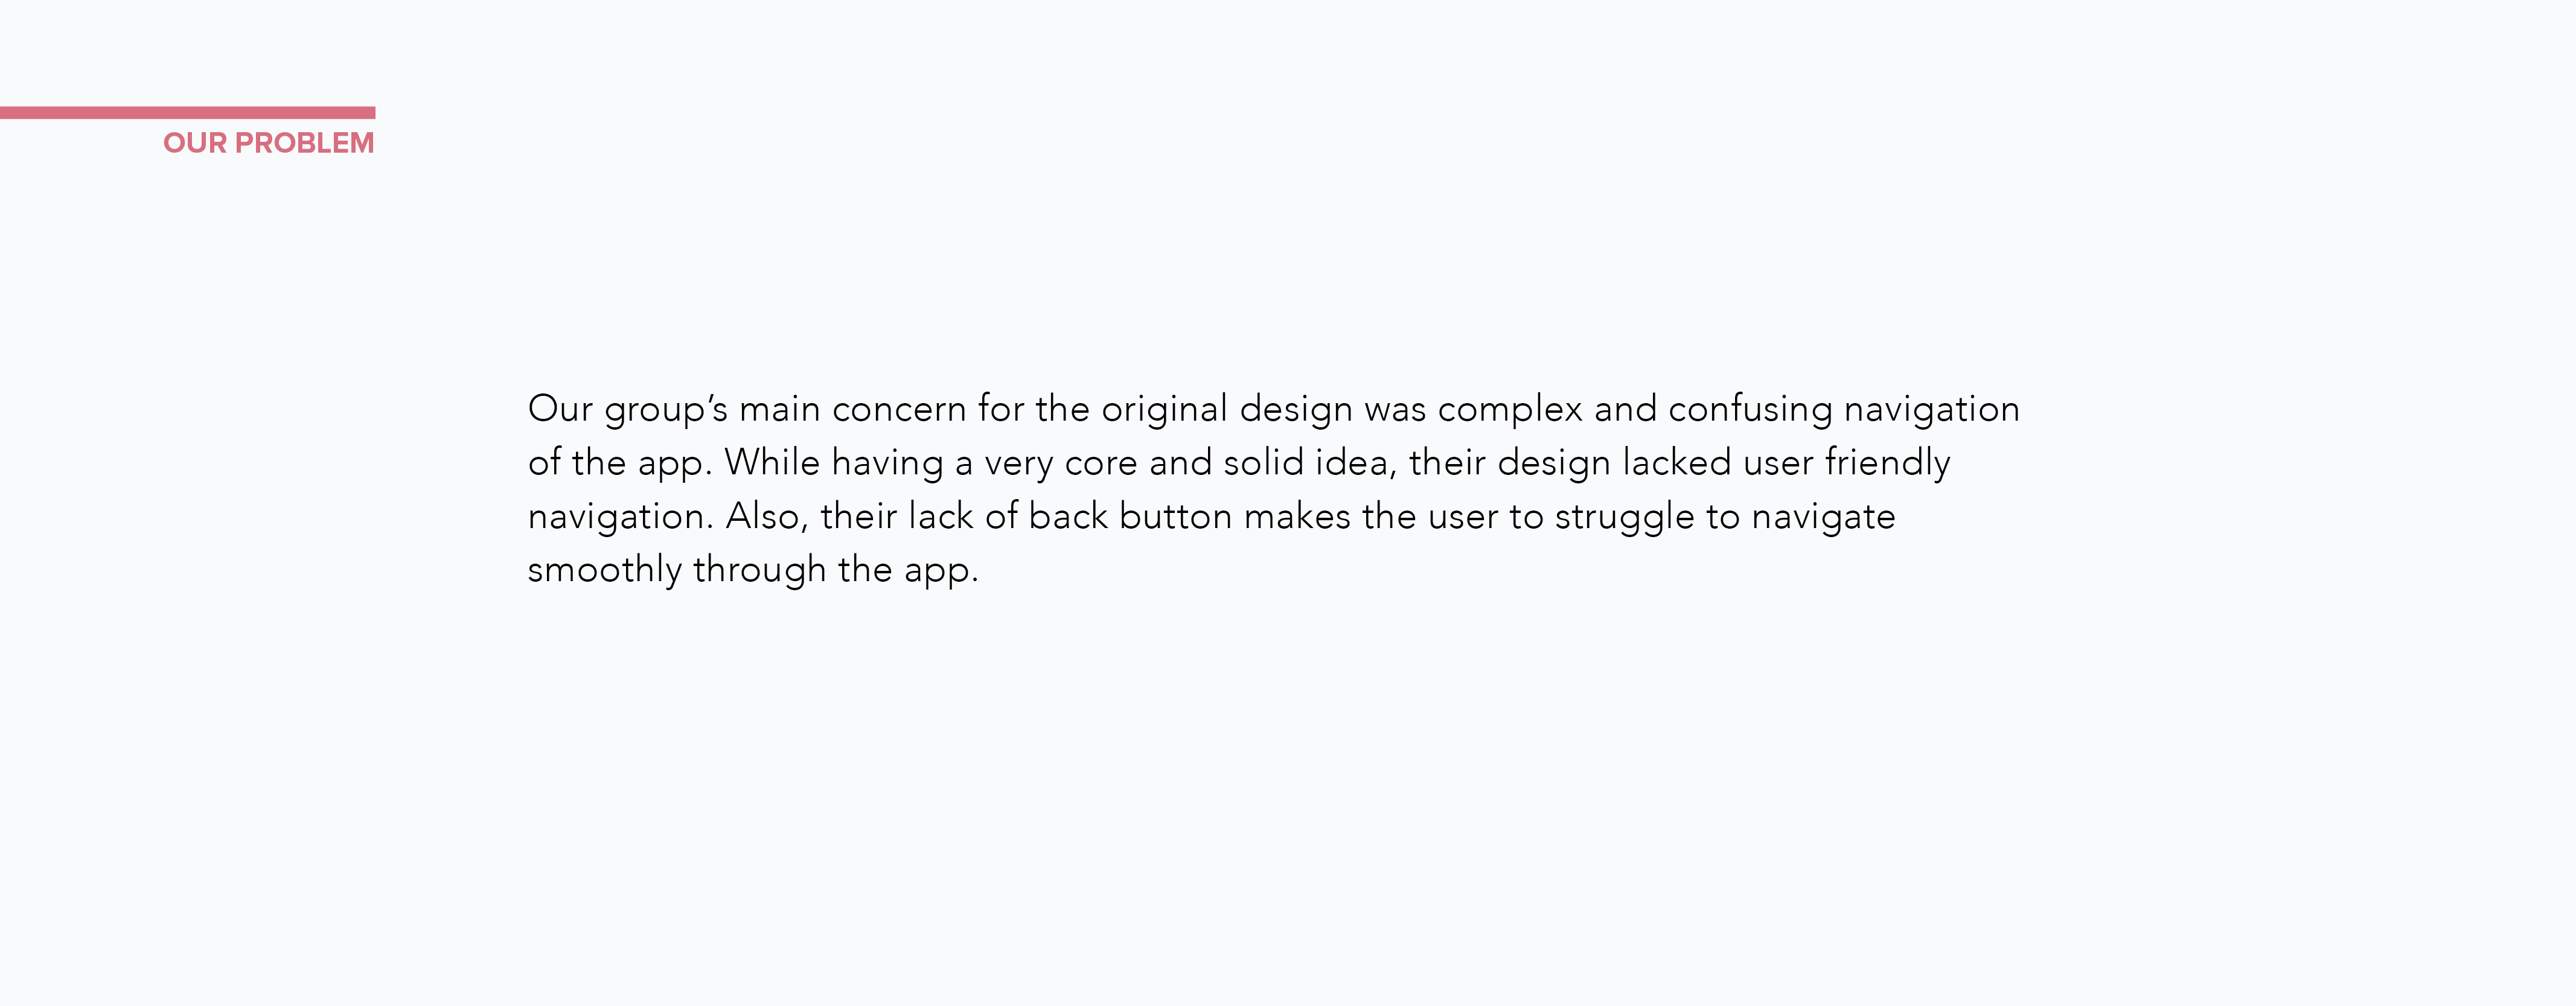 OUR PROBLEM
Our group’s main concern for the original design was complex and confusing navigation
of the app. While having a very core and solid idea, their design lacked user friendly
navigation. Also, their lack of back button makes the user to struggle to navigate
smoothly through the app.